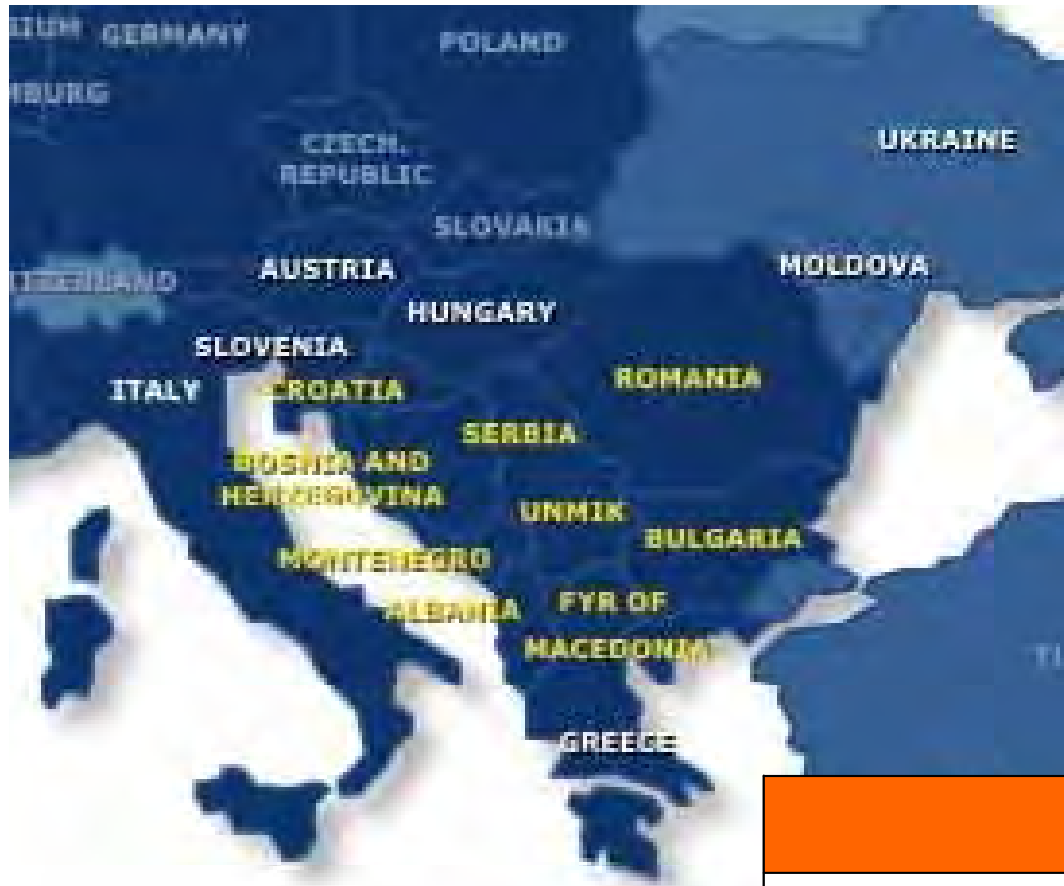 GERMANY
POLAND
UKRAINE
CZECH.
REPUBLIC
SLOVAKIA
AUSTRIA
MOLDOVA
HUNGARY
SLOVENIA
ITALY
CROATIA
ROMANIA
SERBIA
BOSNIA AND
HERZEGOVINA
UNMIK
BULGARIA
MONTENEGRO
ALBANIA
FYR OF
MACEDONIA
GREECE